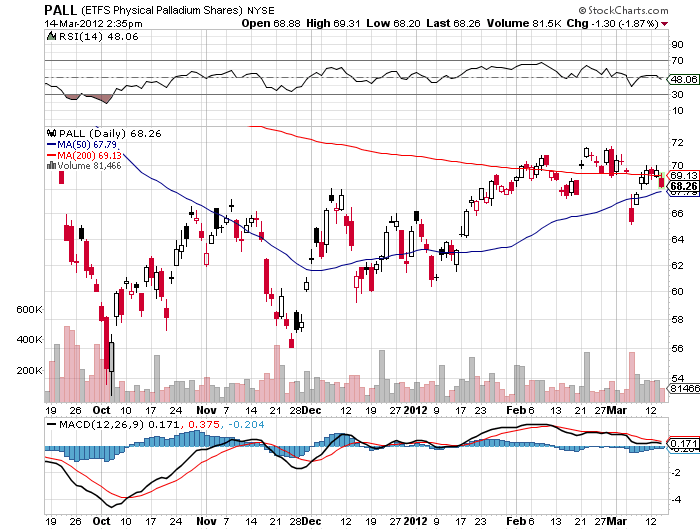 PALL (ETFS Physical Palladium Shares) NYSE © StockCharts.com
14-Mar-2012 2:35pm Open 68.88 High 69.31 Low 68.20 Last 68.26 Volume 81.5K Chg -1.30 (-1.87%)
RSI(14) 48.06
90
70
48.06
30
10
PALL (Daily) 68.26
MA(50) 67.79
MA(200) 69.13
Volume 81,466
72
70
69.13
68.26
66
64
62
60
58
56
54
600K
400K
200K
81466
19 26 Oct 10 17 24 Nov 7 14 21 28 Dec 12 19 27 2012 9 17 23 Feb 6 13 21 27 Mar 12
MACD(12,26,9) 0.171, 0.375, -0.204
2
0.171
-2
-4
19 26 Oct 10 17 24 Nov 7 14 21 28 Dec 12 19 27 2012 9 17 23 Feb 6 13 21 27 Mar 12